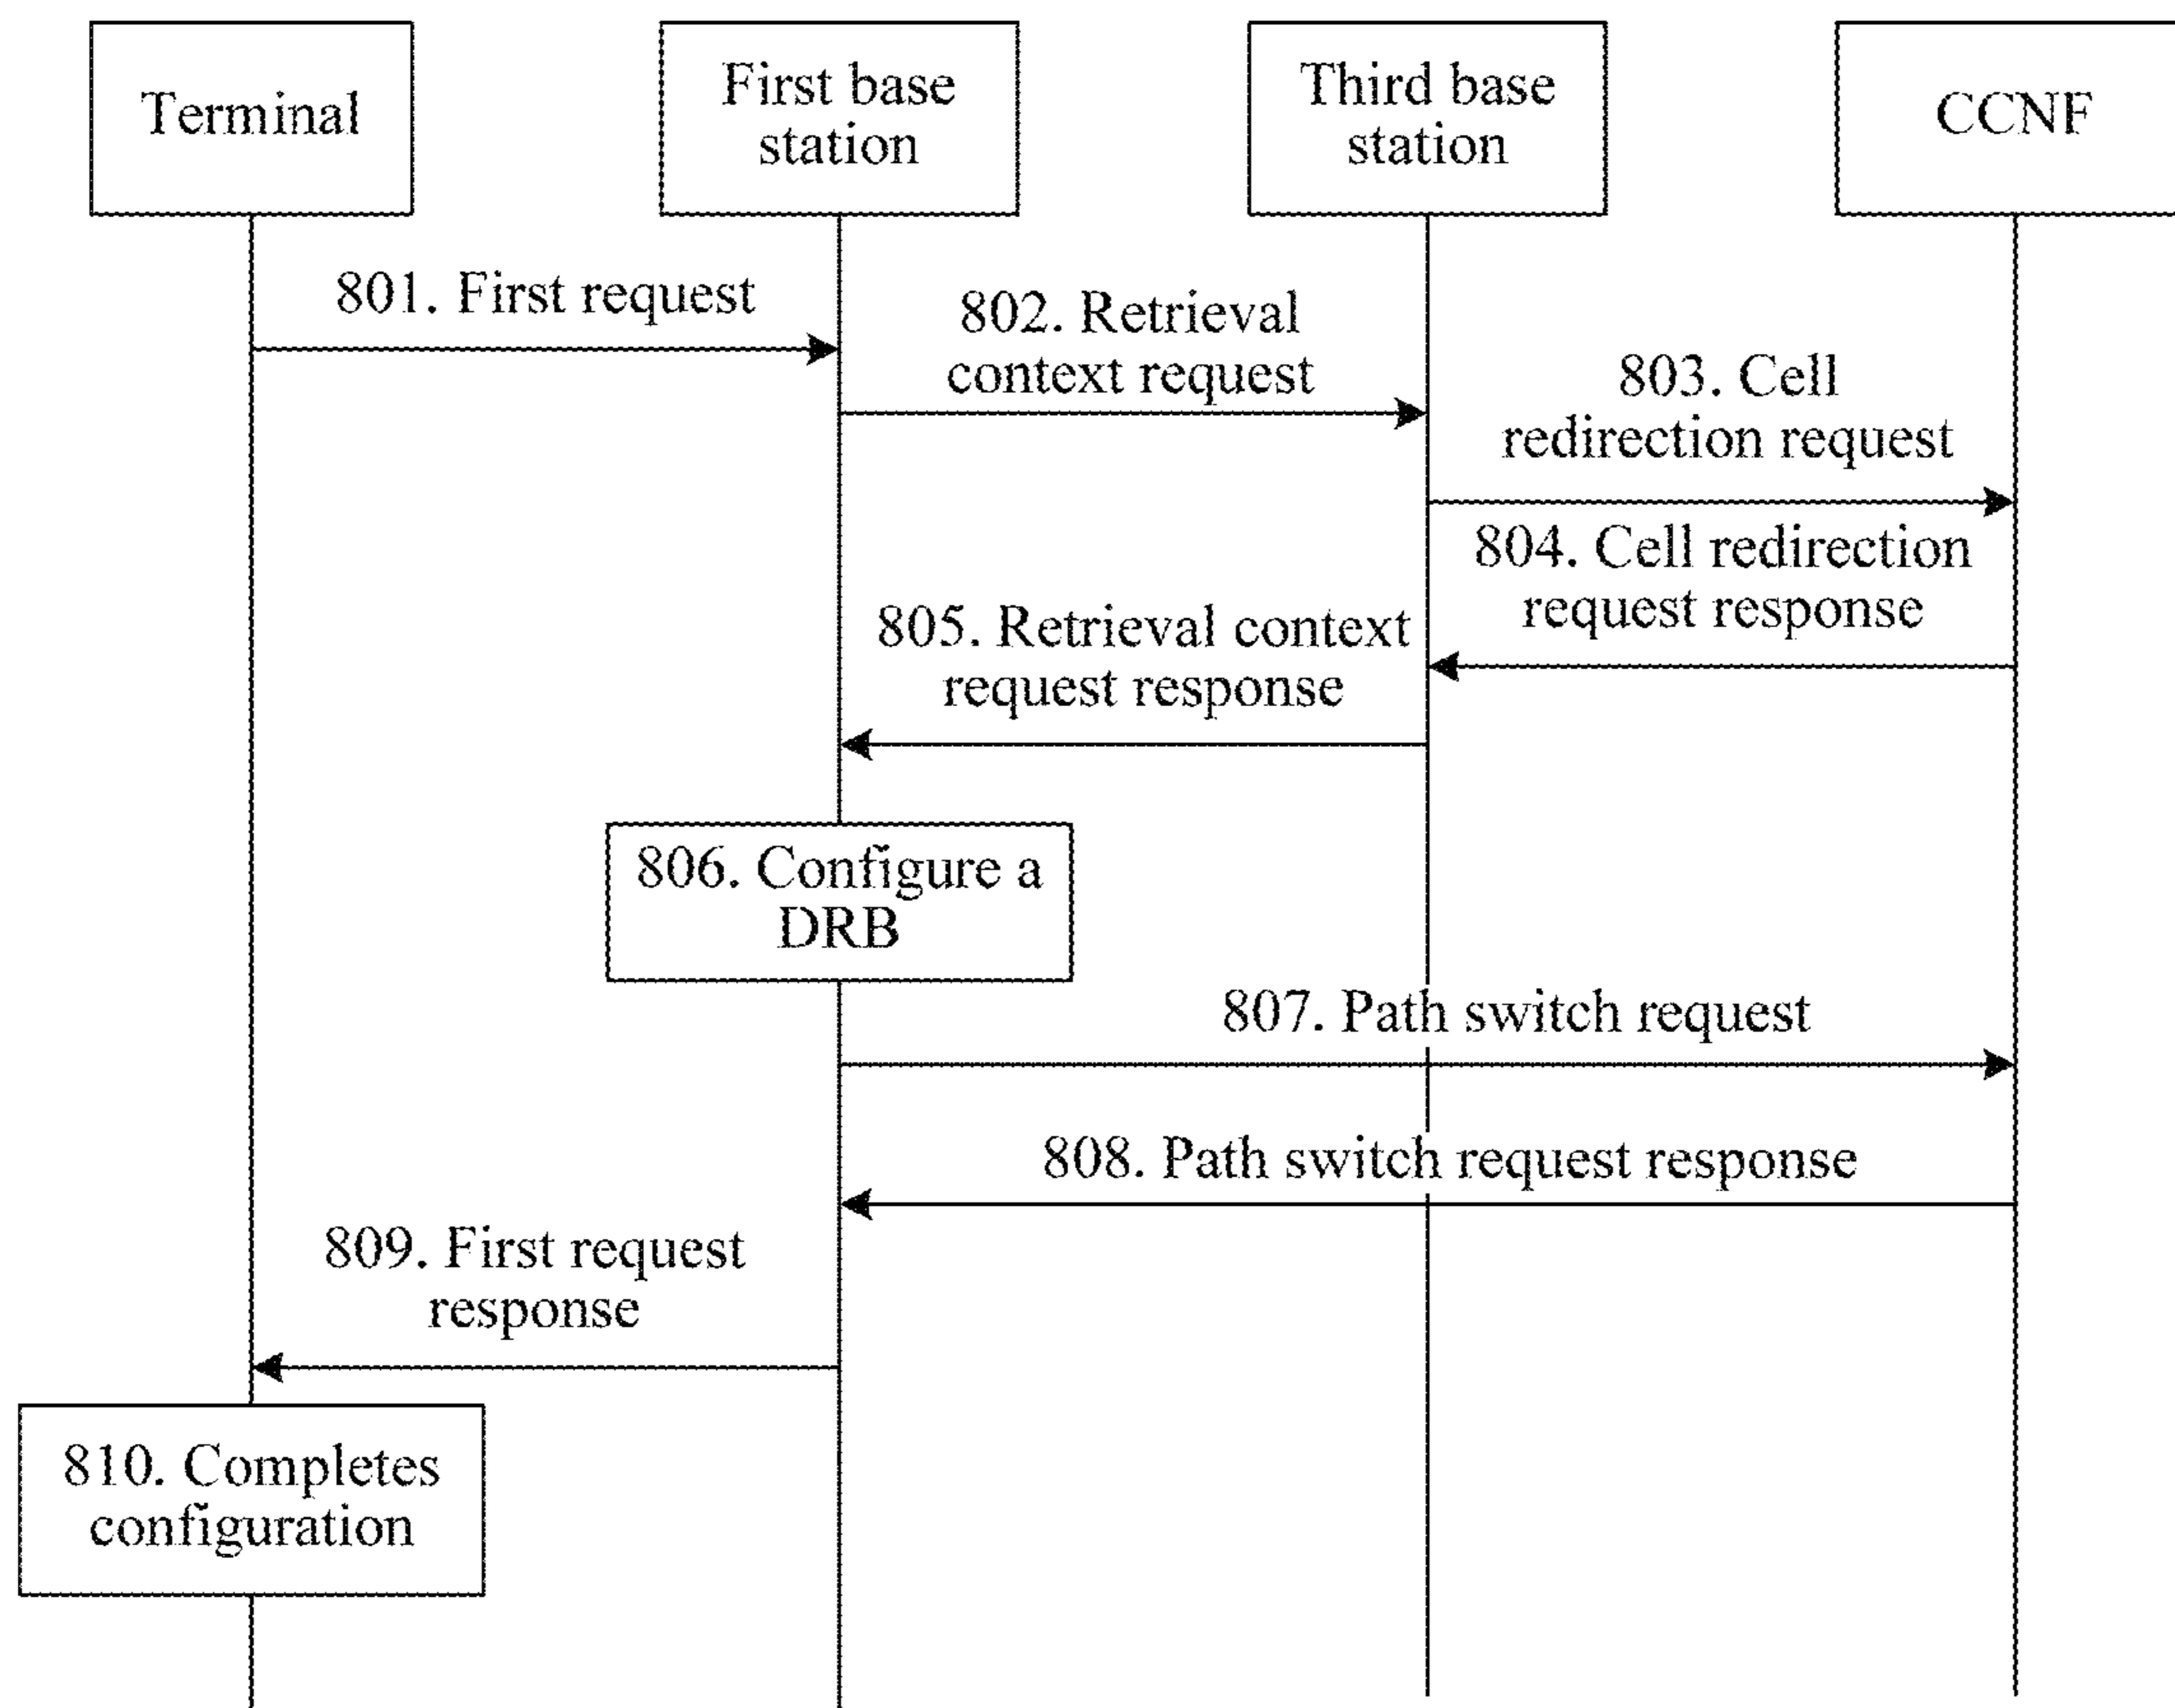 Terminal
First base
station
Third base
station
CCNF
801. First request
802. Retrieval
context request
803. Cell
redirection request
804. Cell redirection
request response
805. Retrieval context
request response
806. Configure a
DRB
807. Path switch request
808. Path switch request response
809. First request
response
810. Completes
configuration